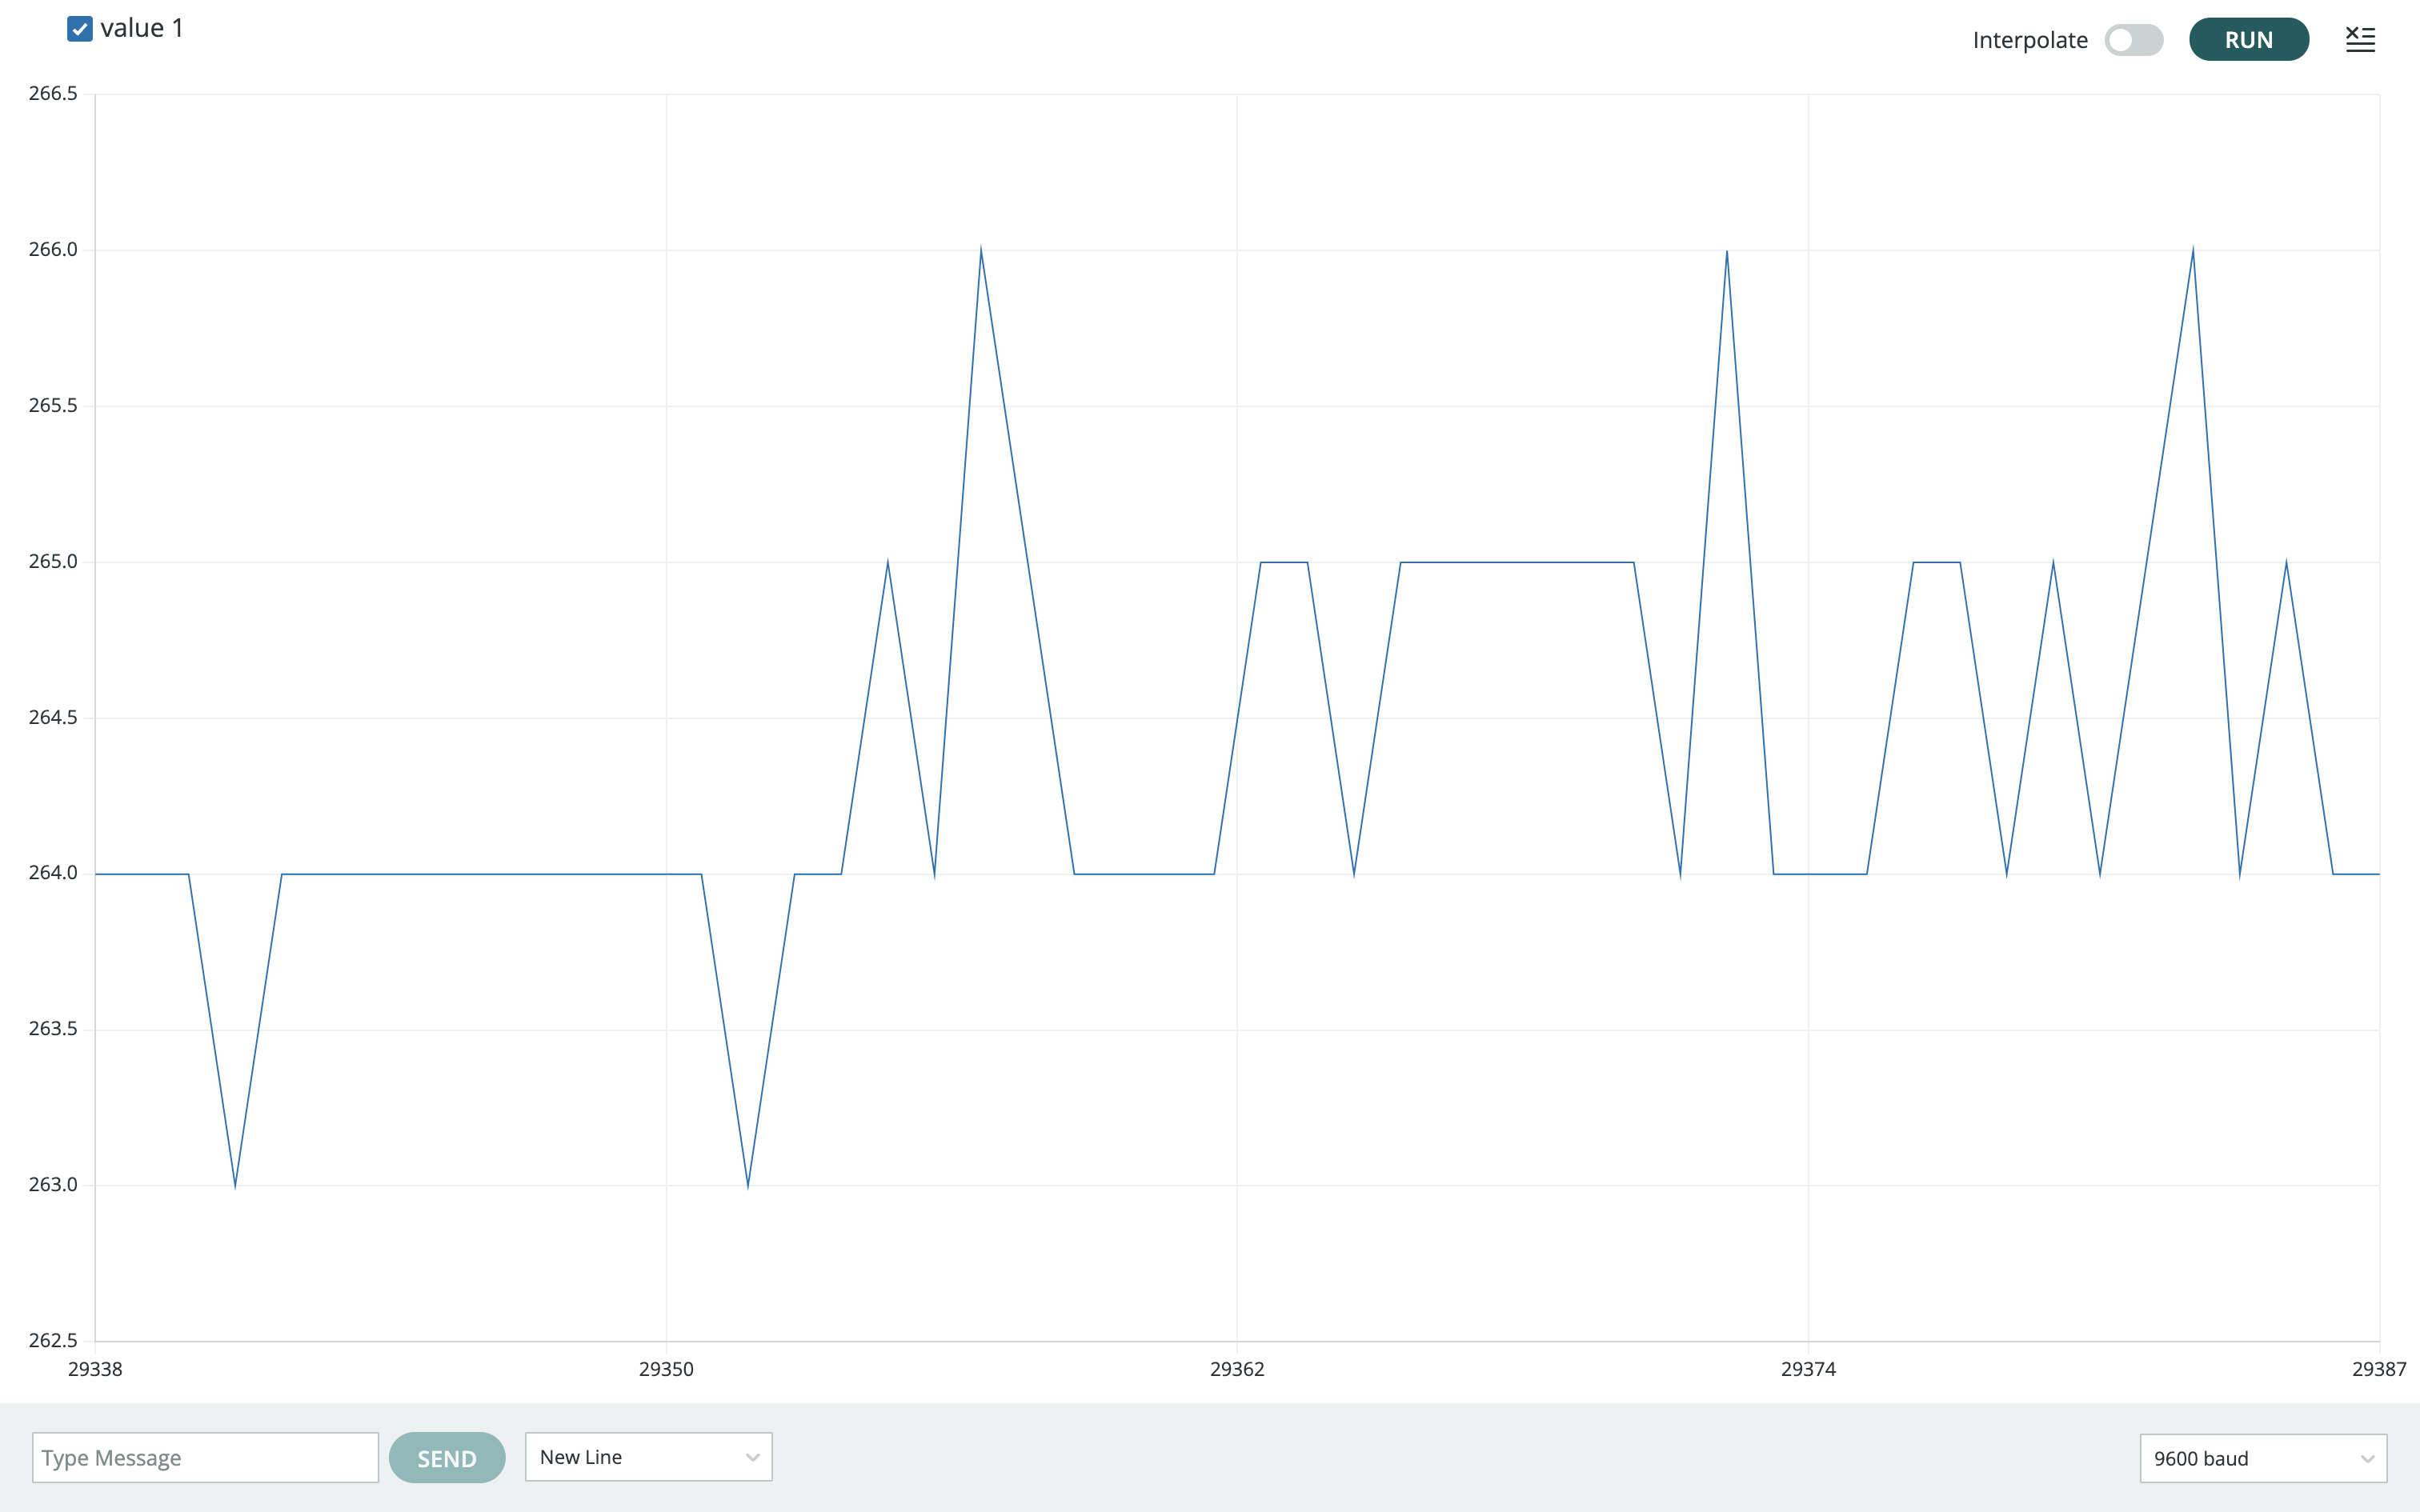 value 1
Interpolate
RUN
266.5
266.0
265.5
265.0
264.5
264.0
263.5
263.0
262.5
29338 29350 29362 29374 29387
Type Message
SEND
New Line
9600 baud